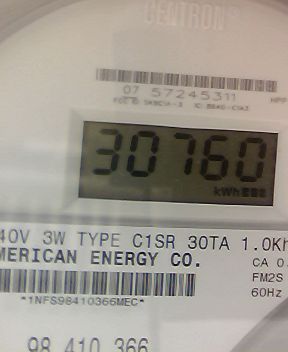 CENTRON®
07 57245311
30760
kWh
40V 3W TYPE C1SR 30TA 1.0Kh
MERICAN ENERGY CO.
CA 0.
FM2S
60Hz
*1NFS98410366MEC*
98 410 366